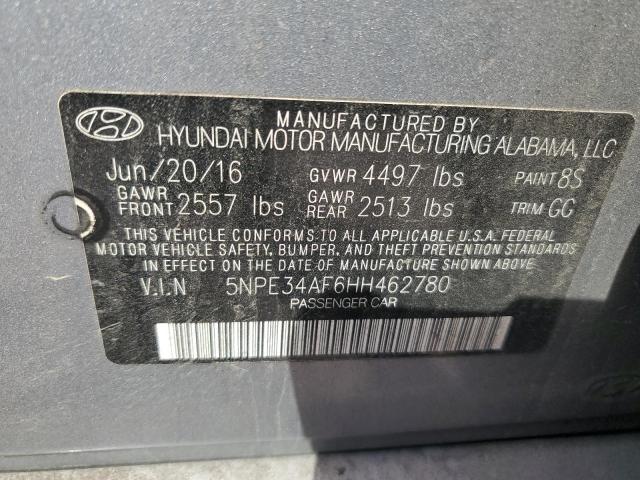 MANUFACTURED BY
HYUNDAI MOTOR MANUFACTURING ALABAMA, LLC
Jun/20/16 GVWR 4497 lbs PAINT 8S
GAWR FRONT 2557 lbs GAWR REAR 2513 lbs TRIM GG
THIS VEHICLE CONFORMS TO ALL APPLICABLE U.S.A. FEDERAL
MOTOR VEHICLE SAFETY, BUMPER, AND THEFT PREVENTION STANDARDS
IN EFFECT ON THE DATE OF MANUFACTURE SHOWN ABOVE.
V.I.N 5NPE34AF6HH462780
PASSENGER CAR